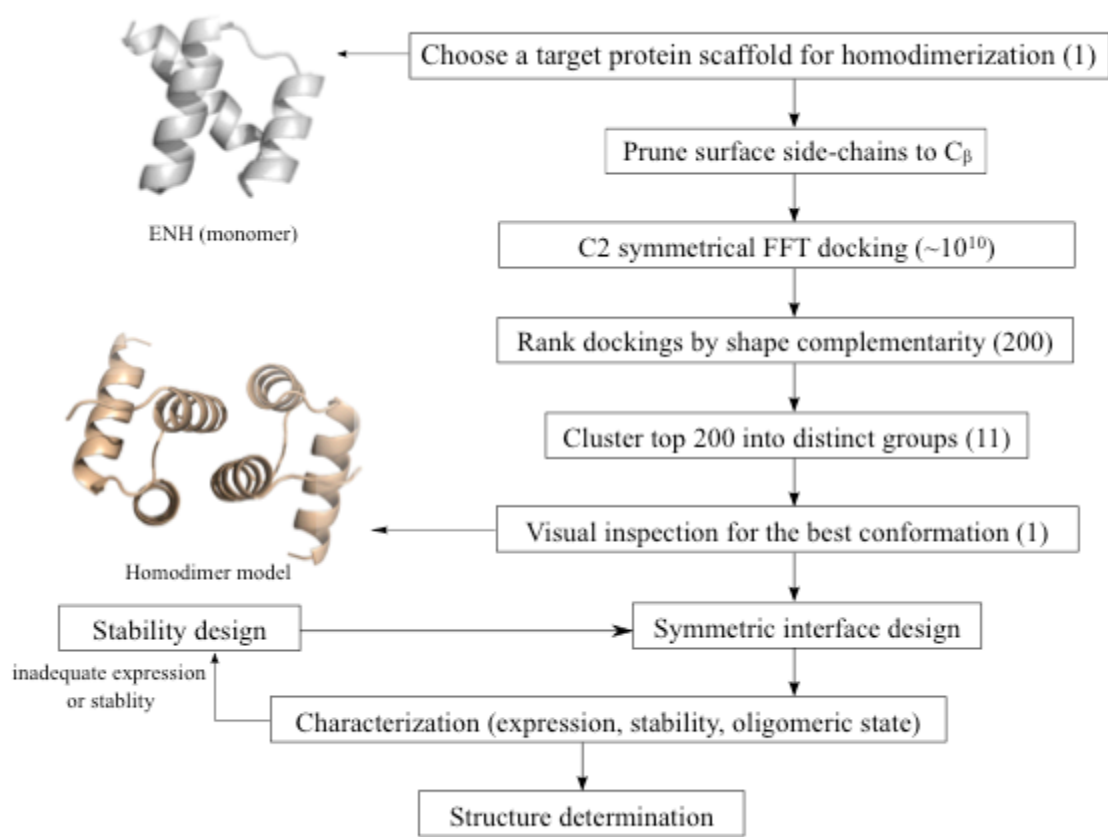 Choose a target protein scaffold for homodimerization (1)
Prune surface side-chains to Cβ
ENH (monomer)
C2 symmetrical FFT docking (~10¹⁰)
Rank dockings by shape complementarity (200)
Cluster top 200 into distinct groups (11)
Visual inspection for the best conformation (1)
Homodimer model
Stability design
Symmetric interface design
inadequate expression
or stablity
Characterization (expression, stability, oligomeric state)
Structure determination